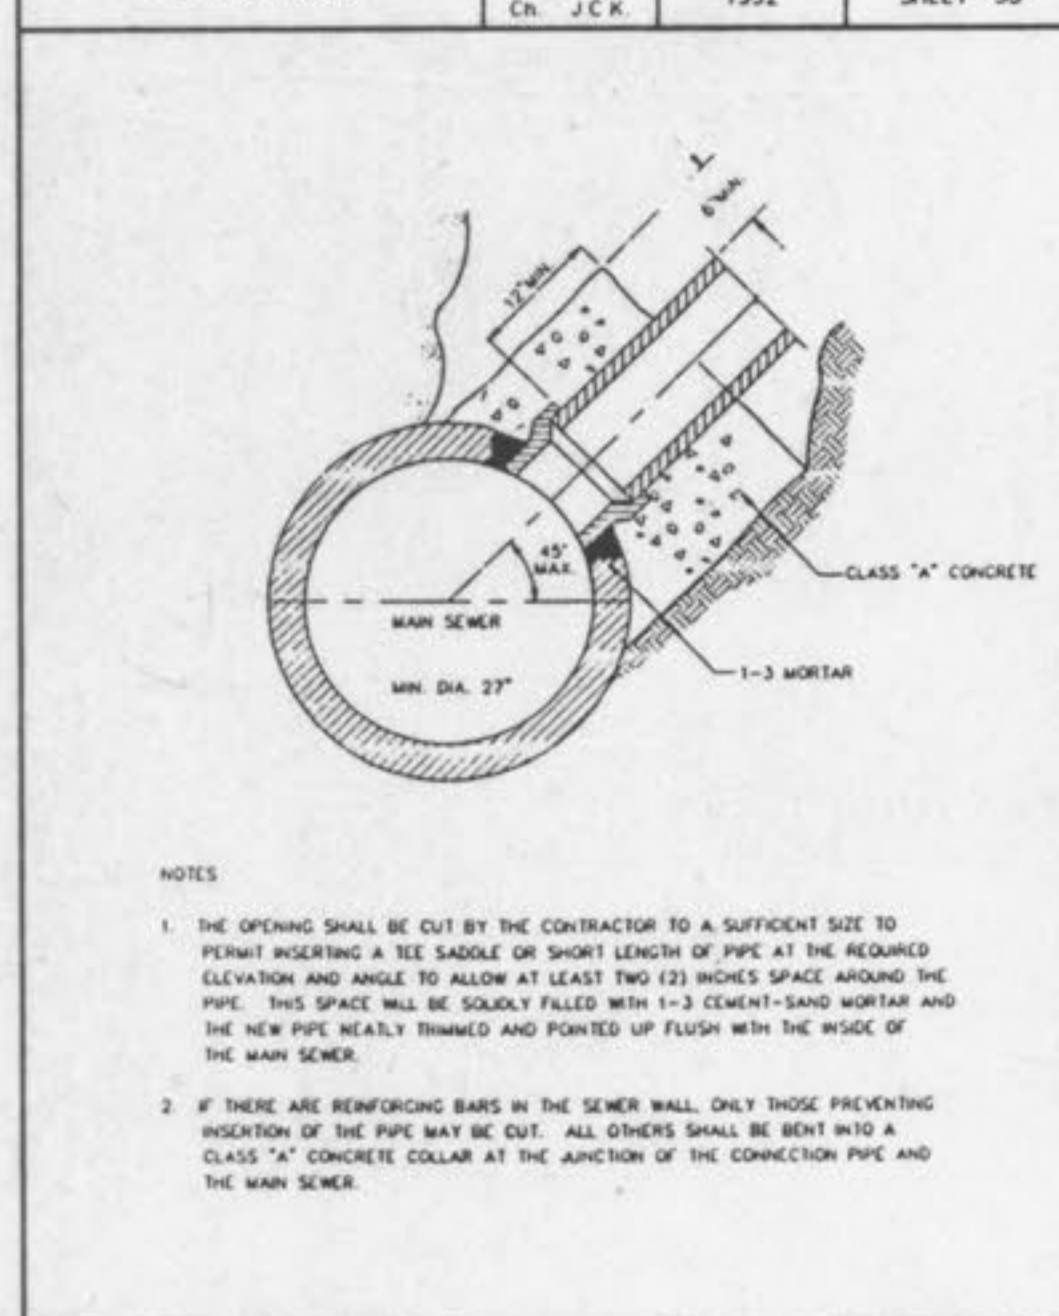 Ch. J C K.
12" MIN.
6" MIN.
45°
MAX.
MAIN SEWER
MIN. DIA. 27"
CLASS "A" CONCRETE
1-3 MORTAR
NOTES
1. THE OPENING SHALL BE CUT BY THE CONTRACTOR TO A SUFFICIENT SIZE TO
PERMIT INSERTING A TEE SADDLE OR SHORT LENGTH OF PIPE AT THE REQUIRED
ELEVATION AND ANGLE TO ALLOW AT LEAST TWO (2) INCHES SPACE AROUND THE
PIPE. THIS SPACE WILL BE SOLIDLY FILLED WITH 1-3 CEMENT-SAND MORTAR AND
THE NEW PIPE NEATLY TRIMMED AND POINTED UP FLUSH WITH THE INSIDE OF
THE MAIN SEWER.
2. IF THERE ARE REINFORCING BARS IN THE SEWER WALL, ONLY THOSE PREVENTING
INSERTION OF THE PIPE MAY BE CUT. ALL OTHERS SHALL BE BENT INTO A
CLASS "A" CONCRETE COLLAR AT THE JUNCTION OF THE CONNECTION PIPE AND
THE MAIN SEWER.